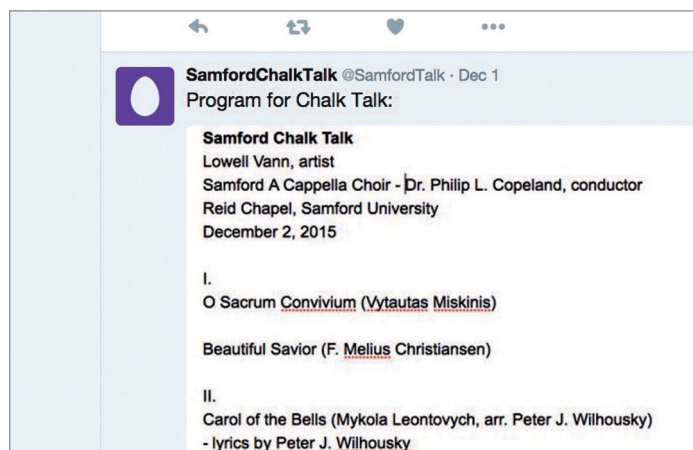 SamfordChalkTalk @SamfordTalk · Dec 1
Program for Chalk Talk:
Samford Chalk Talk
Lowell Vann, artist
Samford A Cappella Choir - Dr. Philip L. Copeland, conductor
Reid Chapel, Samford University
December 2, 2015
I.
O Sacrum Convivium (Vytautas Miskinis)
Beautiful Savior (F. Melius Christiansen)
II.
Carol of the Bells (Mykola Leontovych, arr. Peter J. Wilhousky)
- lyrics by Peter J. Wilhousky